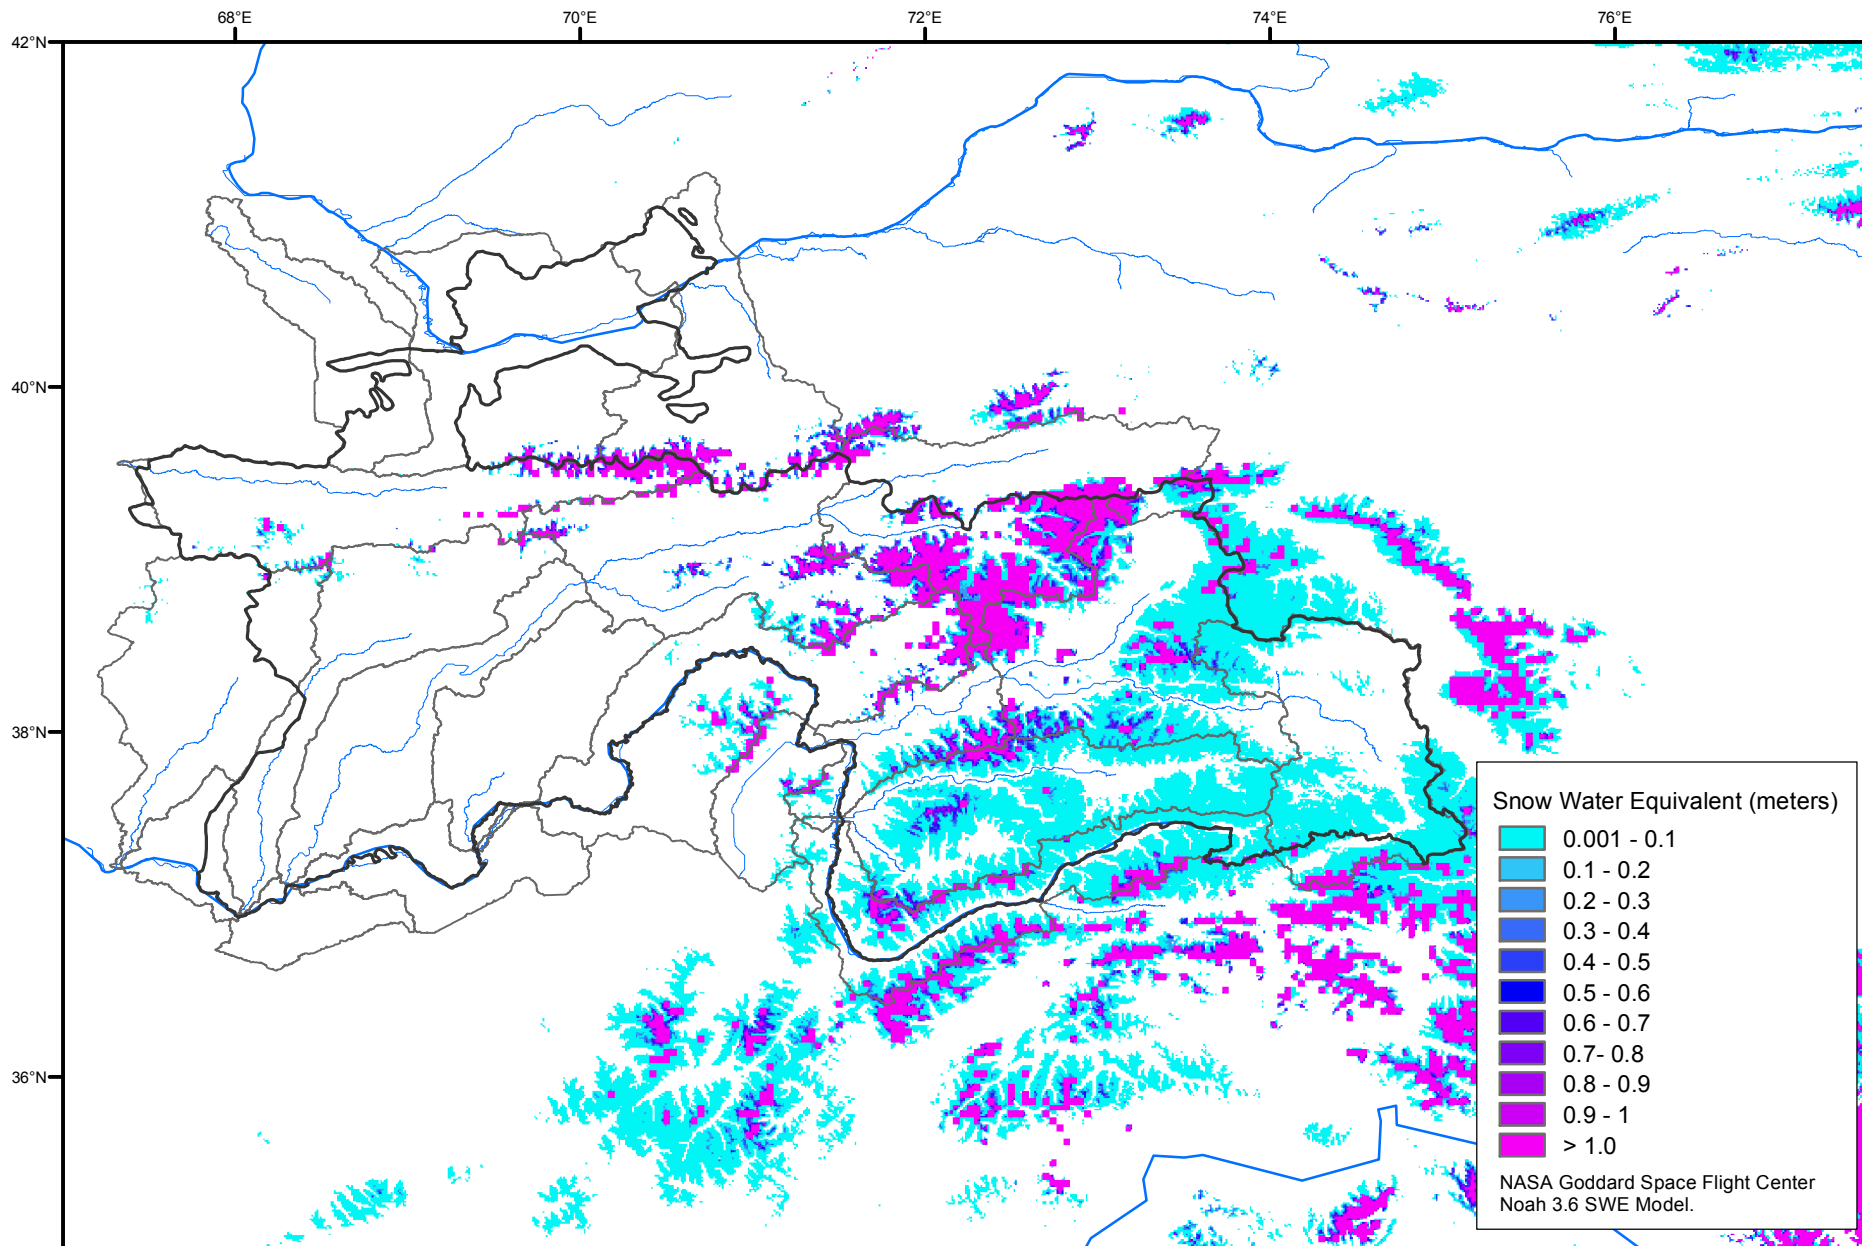 68°E
70°E
72°E
74°E
76°E
42°N
40°N
38°N
36°N
Snow Water Equivalent (meters)
0.001 - 0.1
0.1 - 0.2
0.2 - 0.3
0.3 - 0.4
0.4 - 0.5
0.5 - 0.6
0.6 - 0.7
0.7- 0.8
0.8 - 0.9
0.9 - 1
> 1.0
NASA Goddard Space Flight Center
Noah 3.6 SWE Model.